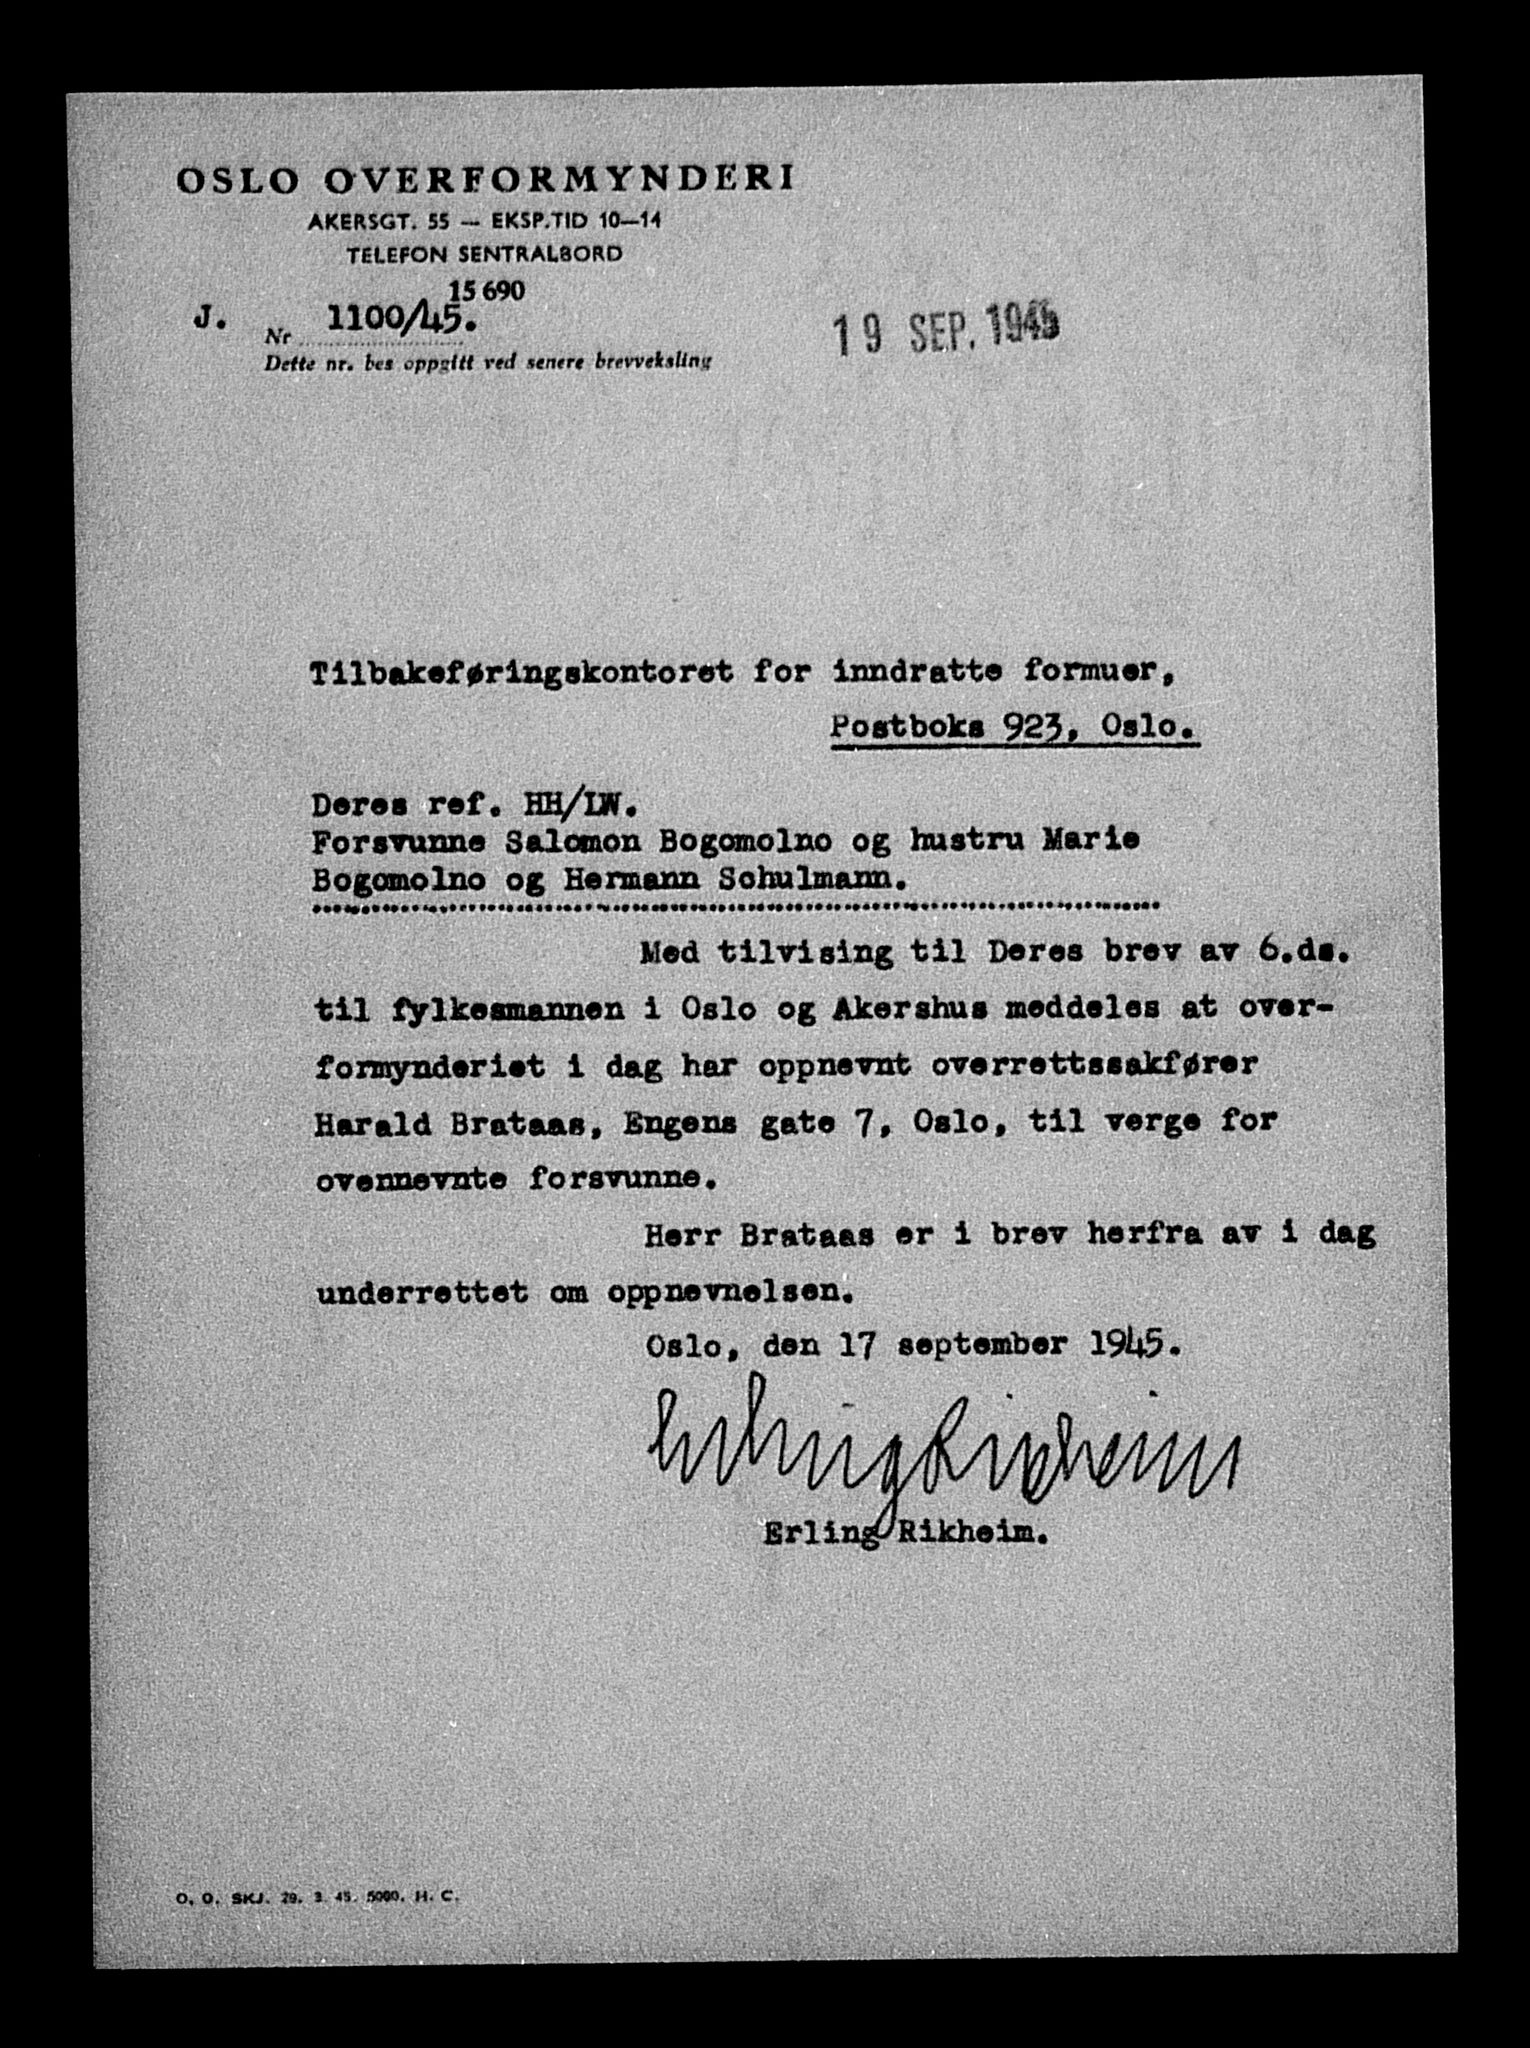 OSLO OVERFORMYNDERI
AKERSGT. 55 — EKSP.TID 10—14
TELEFON SENTRALBORD
15 690
J. Nr 1100/45.
19 SEP. 1945
Dette nr. bes oppgitt ved senere brevveksling
Tilbakeføringskontoret for inndratte formuer,
Postboks 923, Oslo.
Deres ref. HH/LW.
Forsvunne Salomon Bogomolno og hustru Marie
Bogomolno og Hermann Schulmann.
Med tilvising til Deres brev av 6.ds.
til fylkesmannen i Oslo og Akershus meddeles at over-
formynderiet i dag har oppnevnt overrettssakfører
Harald Brataas, Engens gate 7, Oslo, til verge for
ovennevnte forsvunne.
Herr Brataas er i brev herfra av i dag
underrettet om oppnevnelsen.
Oslo, den 17 september 1945.
Erling Rikheim
Erling Rikheim.
O. O. SKJ. 29. 3. 45. 5000. H. C.